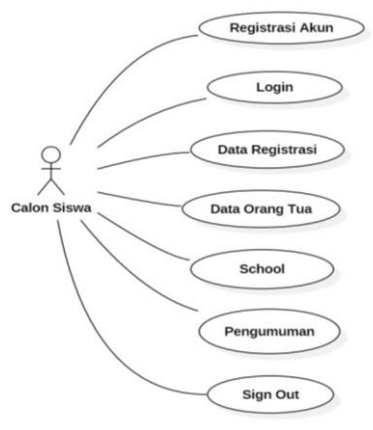 Registrasi Akun
Login
Data Registrasi
Calon Siswa
Data Orang Tua
School
Pengumuman
Sign Out